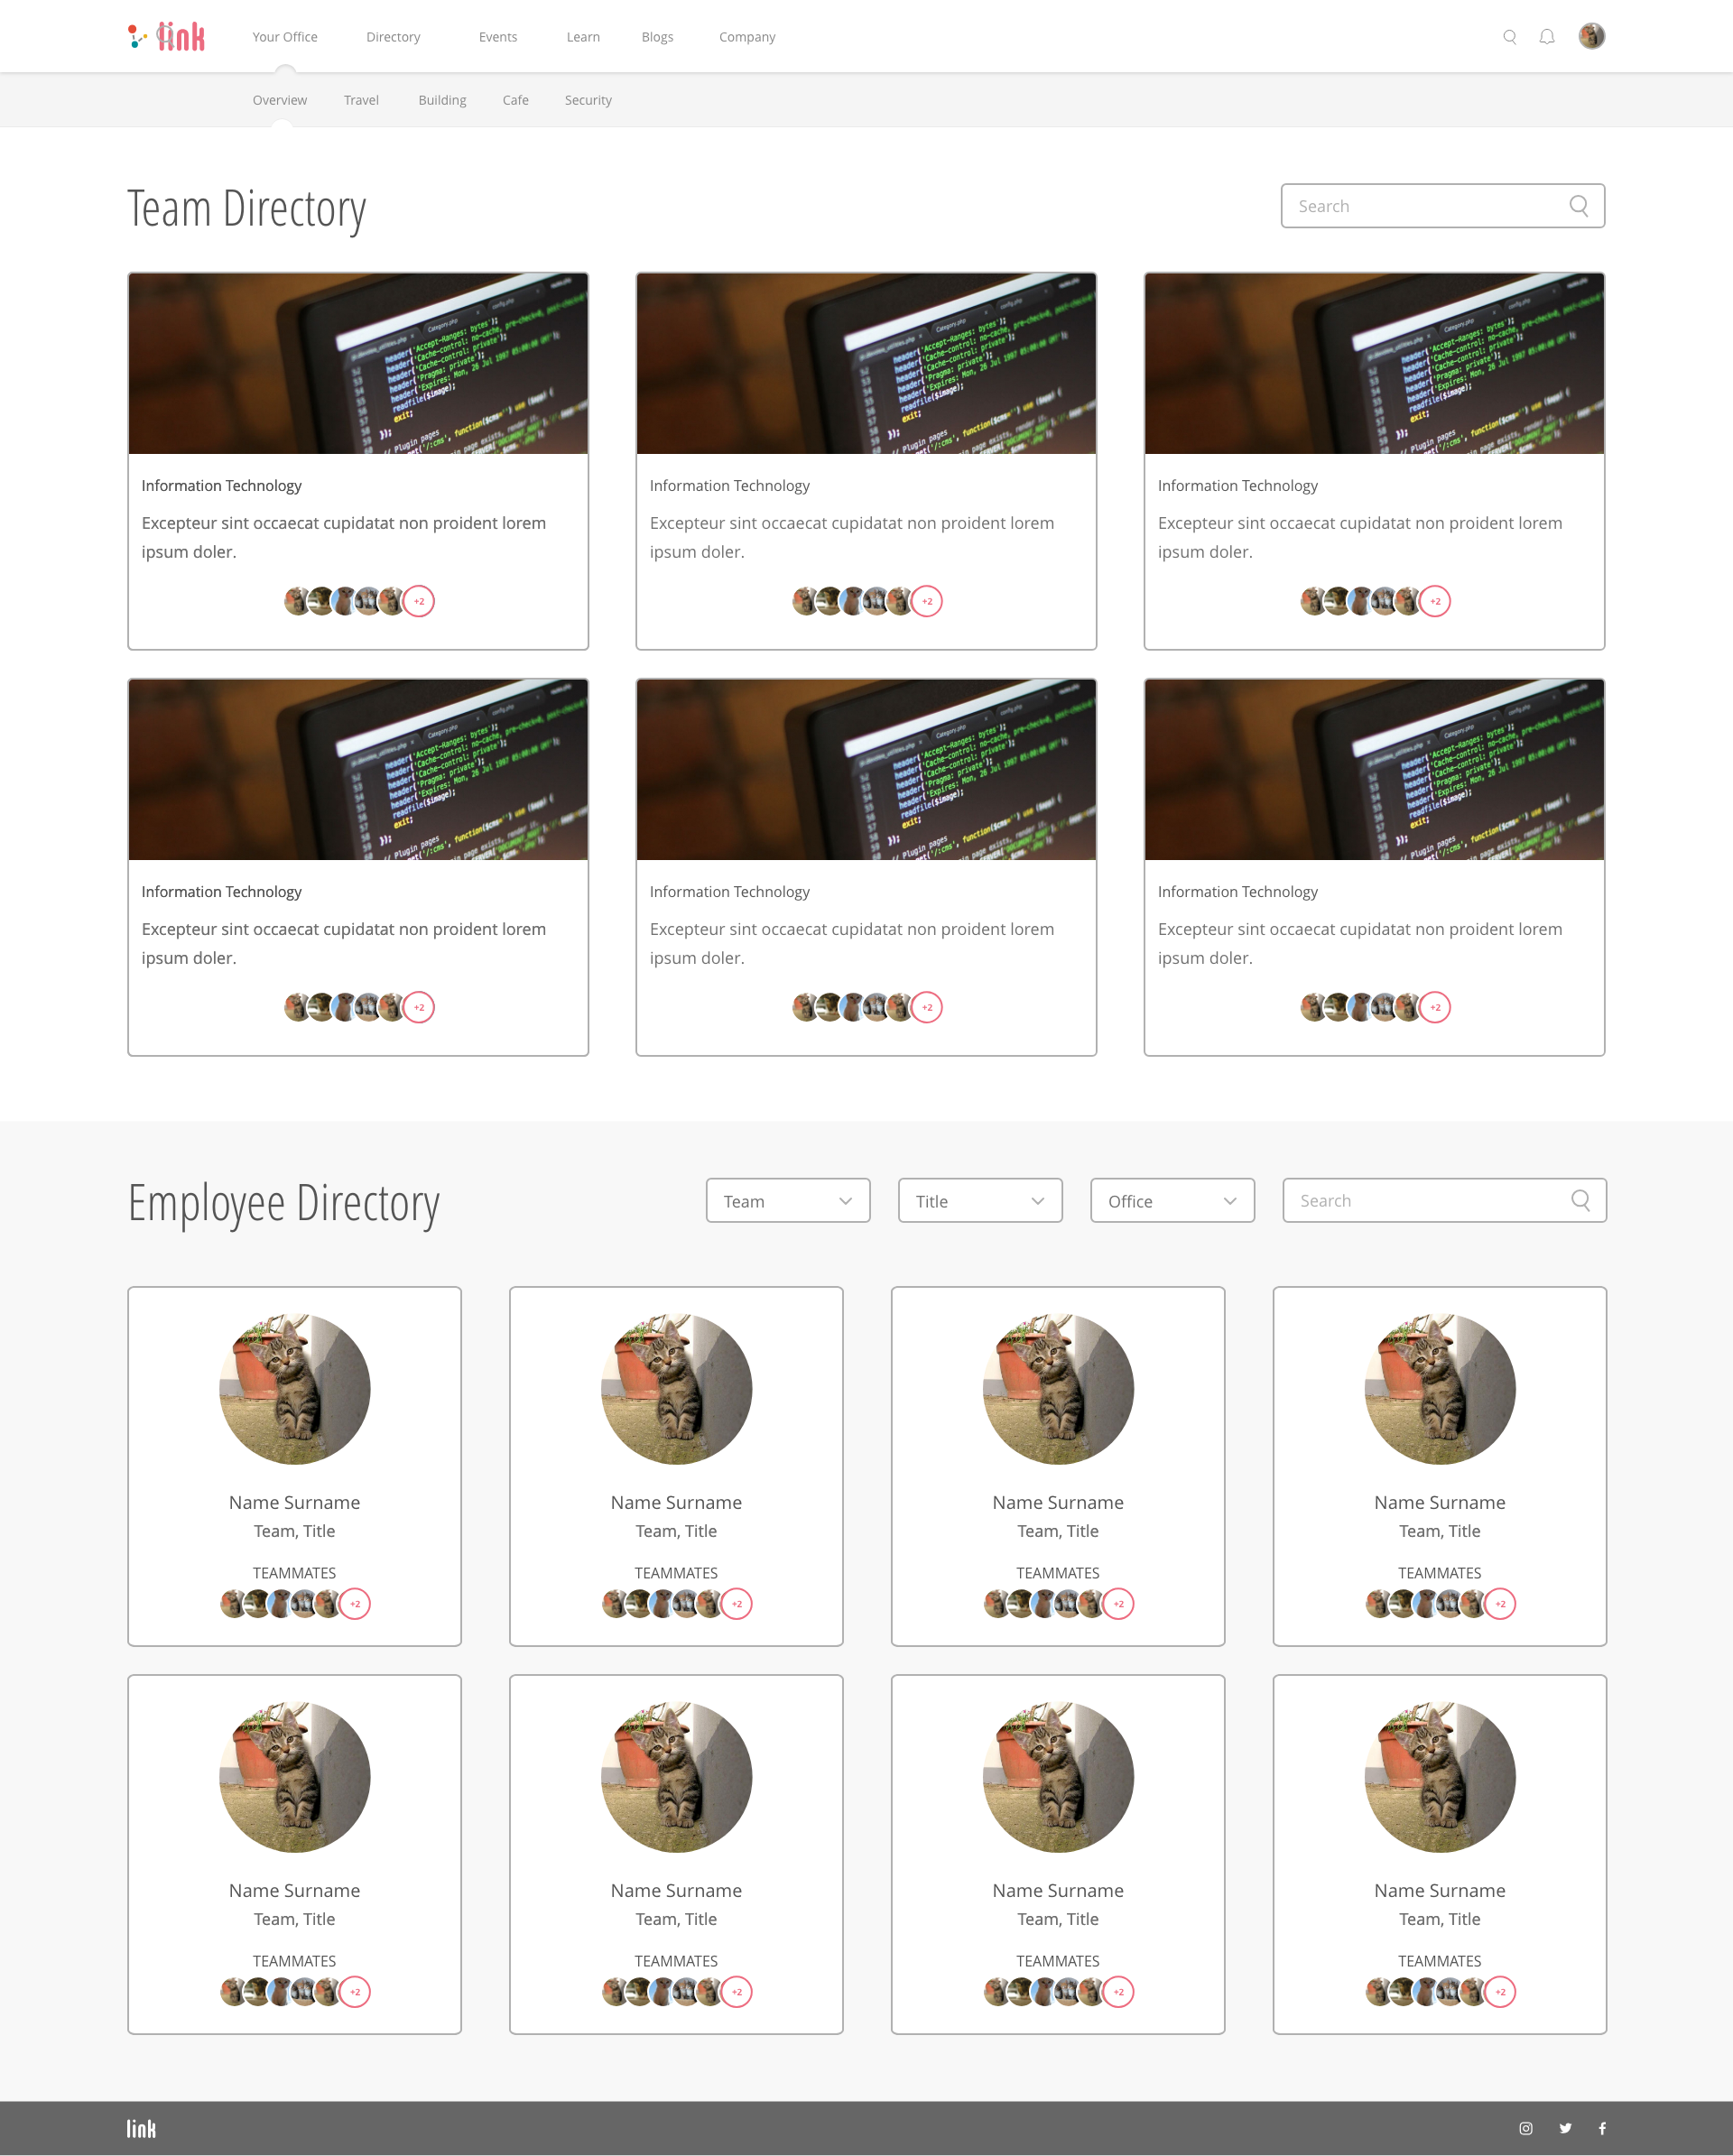 link
Your Office Directory Events Learn Blogs Company
Overview Travel Building Cafe Security
Team Directory
Search
Information Technology
Excepteur sint occaecat cupidatat non proident lorem
ipsum doler.
+2
Information Technology
Excepteur sint occaecat cupidatat non proident lorem
ipsum doler.
+2
Information Technology
Excepteur sint occaecat cupidatat non proident lorem
ipsum doler.
+2
Information Technology
Excepteur sint occaecat cupidatat non proident lorem
ipsum doler.
+2
Information Technology
Excepteur sint occaecat cupidatat non proident lorem
ipsum doler.
+2
Information Technology
Excepteur sint occaecat cupidatat non proident lorem
ipsum doler.
+2
Employee Directory
Team
Title
Office
Search
Name Surname
Team, Title
TEAMMATES
+2
Name Surname
Team, Title
TEAMMATES
+2
Name Surname
Team, Title
TEAMMATES
+2
Name Surname
Team, Title
TEAMMATES
+2
Name Surname
Team, Title
TEAMMATES
+2
Name Surname
Team, Title
TEAMMATES
+2
Name Surname
Team, Title
TEAMMATES
+2
Name Surname
Team, Title
TEAMMATES
+2
link